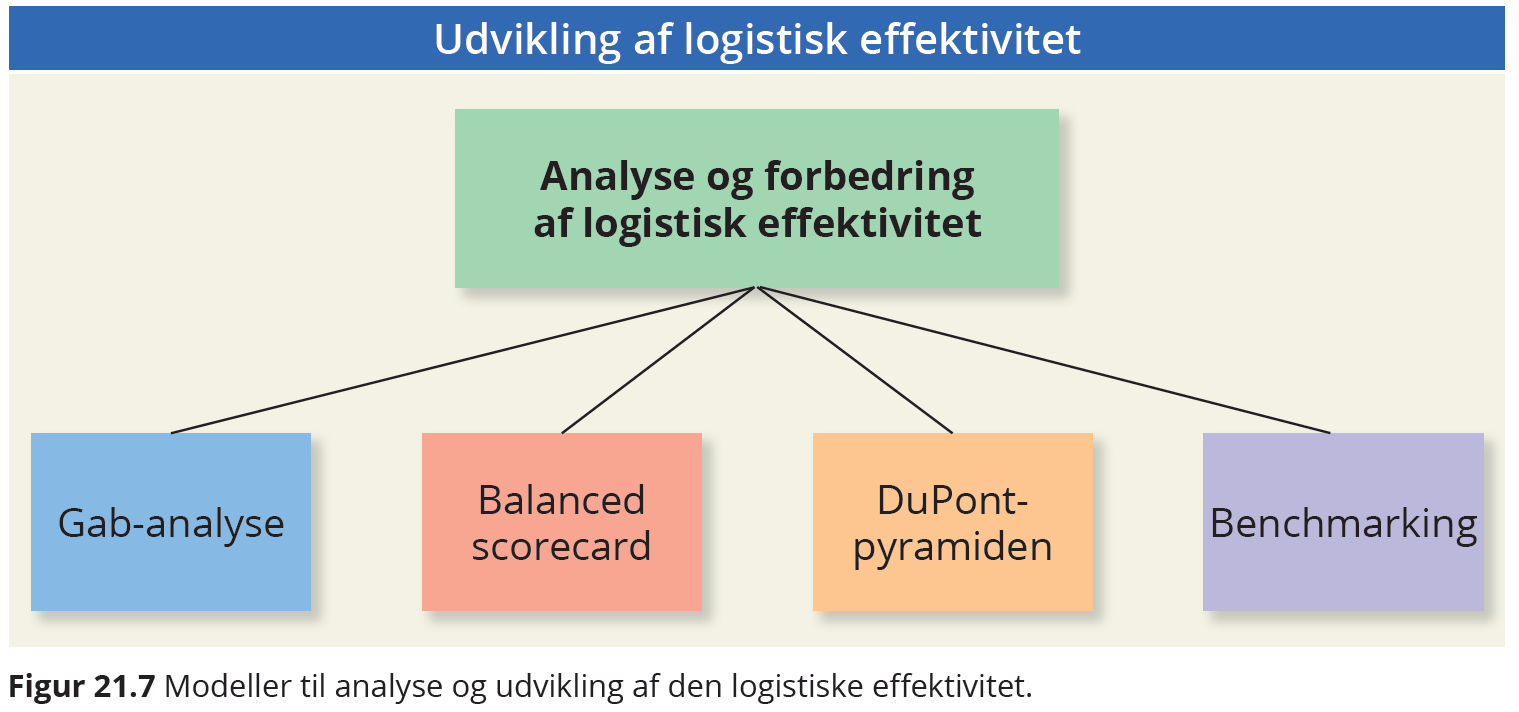 Udvikling af logistisk effektivitet
Analyse og forbedring
af logistisk effektivitet
Gab-analyse
Balanced
scorecard
DuPont-
pyramiden
Benchmarking
Figur 21.7 Modeller til analyse og udvikling af den logistiske effektivitet.